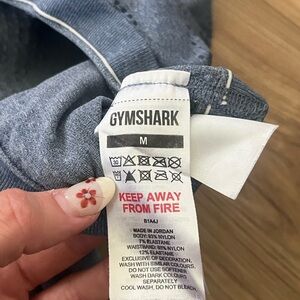 GYMSHARK
M
KEEP AWAY
FROM FIRE
B1A4J
MADE IN JORDAN
BODY: 93% NYLON
7% ELASTANE
WAISTBAND: 88% NYLON
12% ELASTANE
EXCLUSIVE OF DECORATION.
WASH WITH SIMILAR COLOURS.
DO NOT USE SOFTENER.
WASH DARK COLOURS
SEPARATELY
COOL WASH, DO NOT BLEACH,